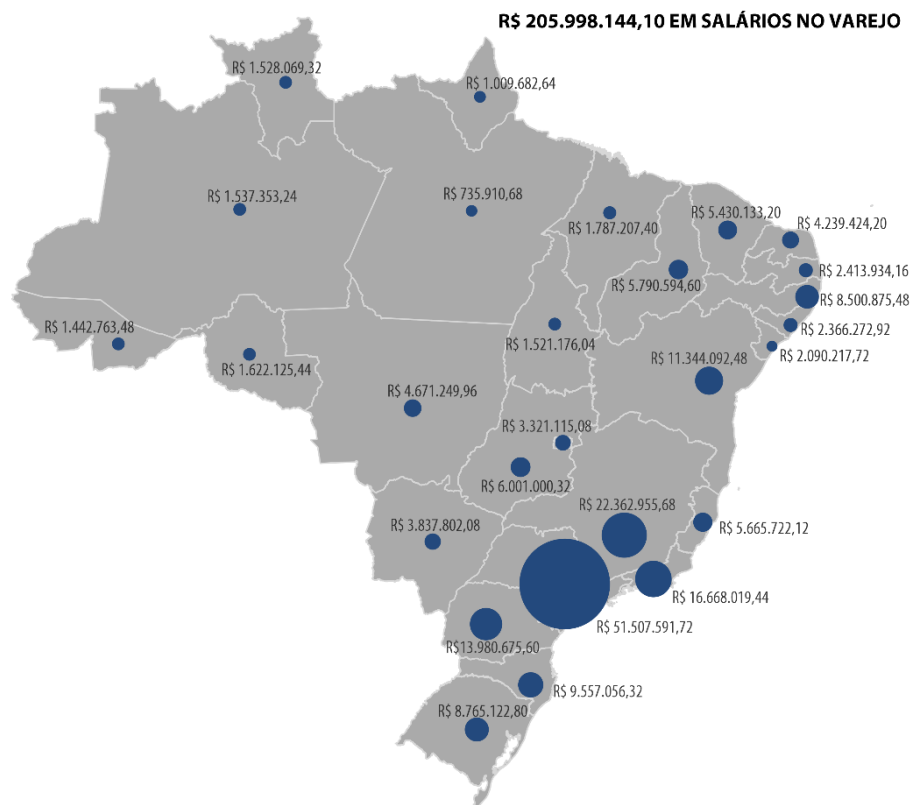 R$ 205.998.144,10 EM SALÁRIOS NO VAREJO
R$ 1.528.069,32
R$ 1.009.682,64
R$ 1.537.353,24
R$ 735.910,68
R$ 1.787.207,40
R$ 5.430.133,20
R$ 4.239.424,20
R$ 5.790.594,60
R$ 2.413.934,16
R$ 8.500.875,48
R$ 1.442.763,48
R$ 1.622.125,44
R$ 1.521.176,04
R$ 2.366.272,92
R$ 2.090.217,72
R$ 11.344.092,48
R$ 4.671.249,96
R$ 3.321.115,08
R$ 6.001.000,32
R$ 22.362.955,68
R$ 3.837.802,08
R$ 5.665.722,12
R$ 16.668.019,44
R$ 51.507.591,72
R$13.980.675,60
R$ 9.557.056,32
R$ 8.765.122,80